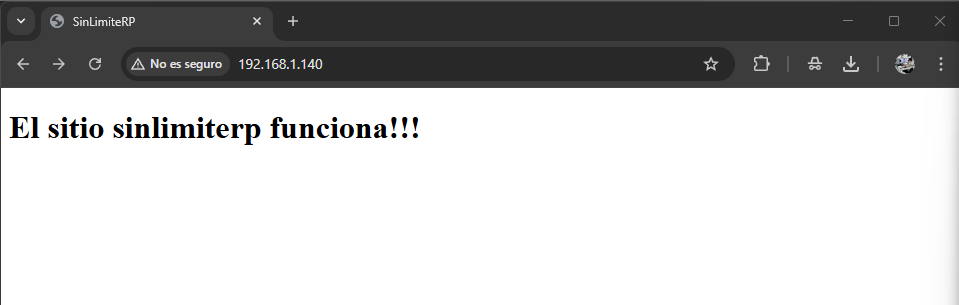 SinLimiteRP
No es seguro 192.168.1.140
El sitio sinlimiterp funciona!!!